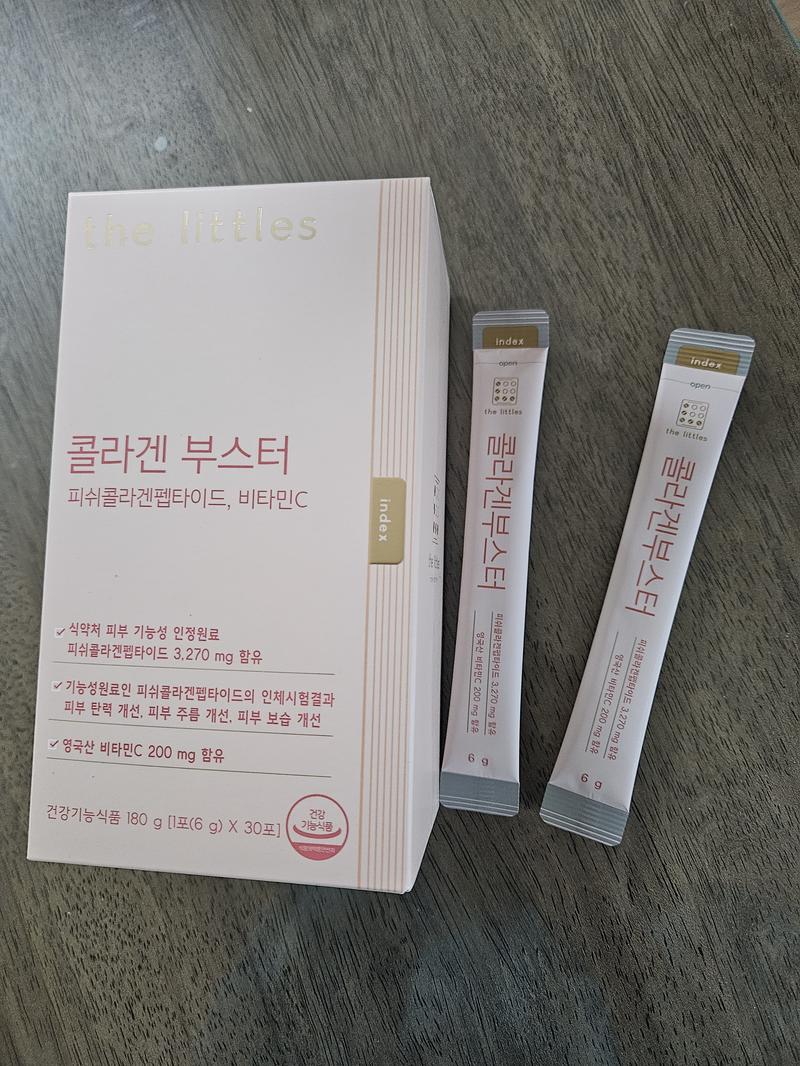 the littles
콜라겐 부스터
피쉬콜라겐펩타이드, 비타민C
index
식약처 피부 기능성 인정원료
피쉬콜라겐펩타이드 3,270 mg 함유
기능성원료인 피쉬콜라겐펩타이드의 인체시험결과
피부 탄력 개선, 피부 주름 개선, 피부 보습 개선
영국산 비타민C 200 mg 함유
건강기능식품 180 g [1포(6 g) X 30포]
건강
기능식품
index
open
the littles
콜라겐부스터
피쉬콜라겐펩타이드 3,270 mg 함유
영국산 비타민C 200 mg 함유
6 g
index
open
the littles
콜라겐부스터
피쉬콜라겐펩타이드 3,270 mg 함유
영국산 비타민C 200 mg 함유
6 g